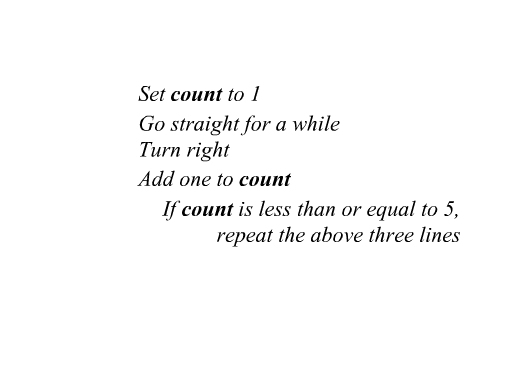 Set count to 1
Go straight for a while
Turn right
Add one to count
If count is less than or equal to 5,
repeat the above three lines